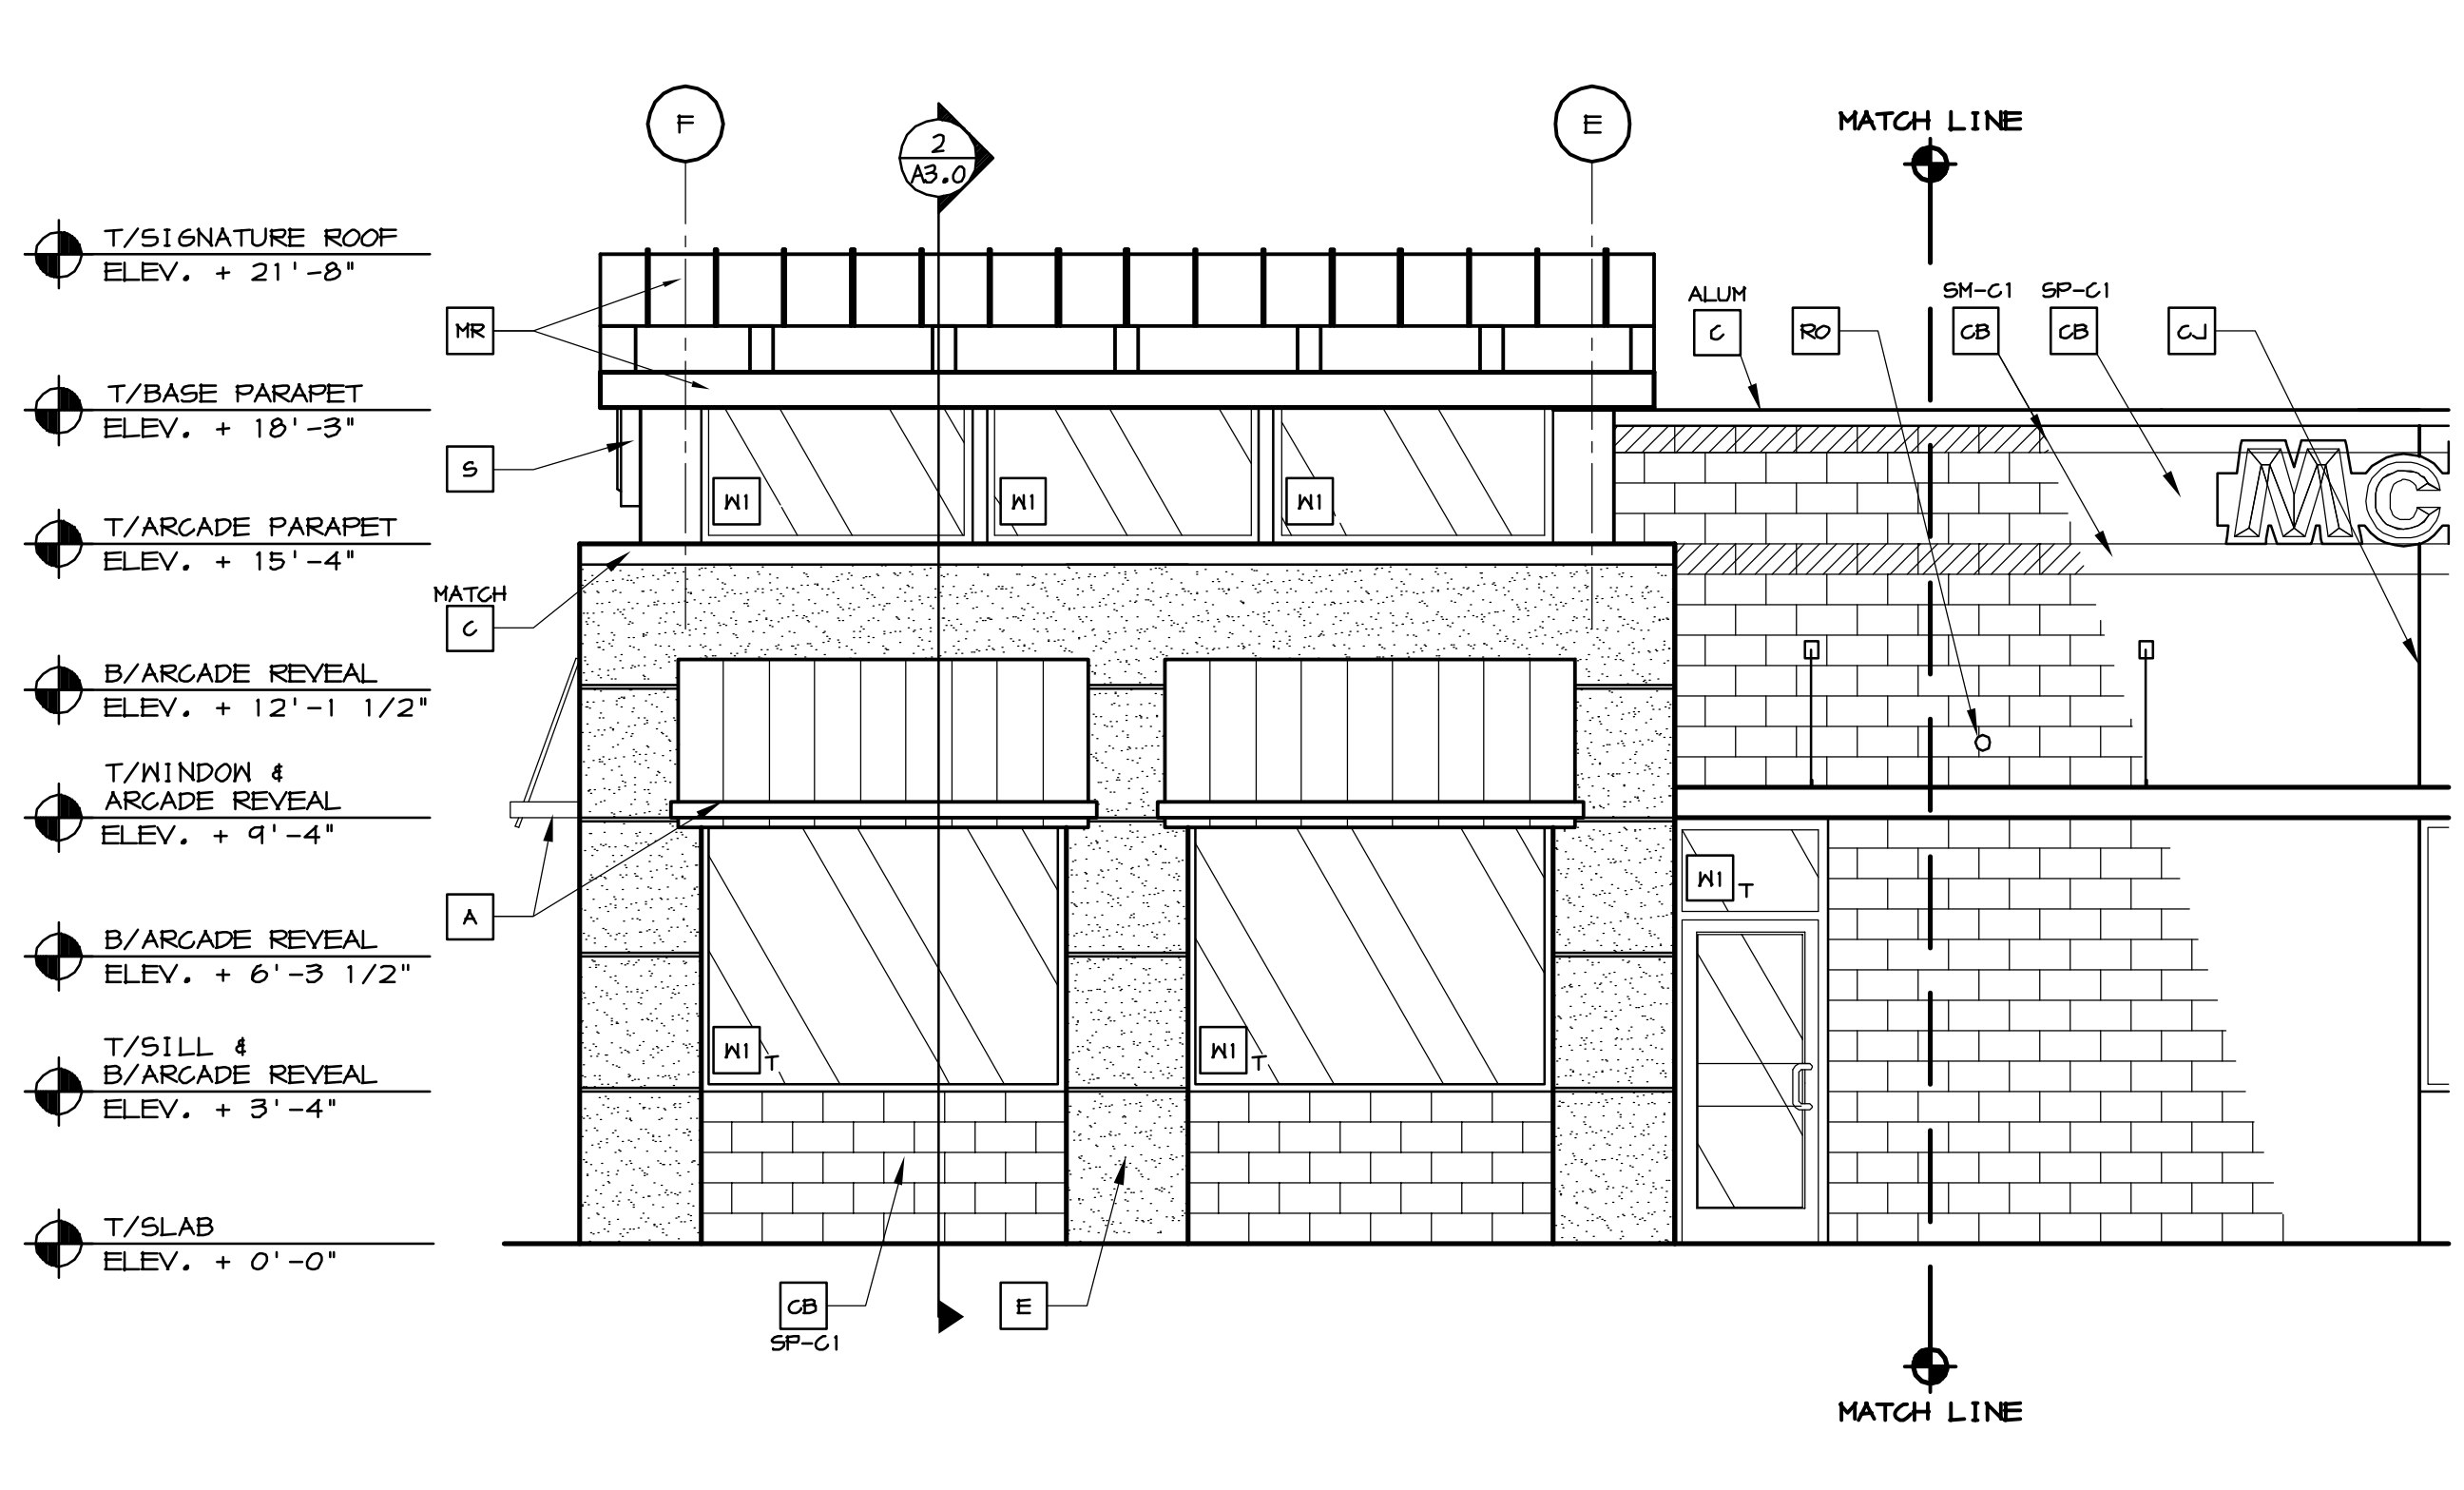 F
2
A3.0
E
MATCH LINE
T/SIGNATURE ROOF
ELEV. + 21'-8"
MR
ALUM
C
RO
SM-C1
CB
SP-C1
CB
CJ
T/BASE PARAPET
ELEV. + 18'-3"
S
W1
W1
W1
MC
T/ARCADE PARAPET
ELEV. + 15'-4"
MATCH
C
B/ARCADE REVEAL
ELEV. + 12'-1 1/2"
T/WINDOW &
ARCADE REVEAL
ELEV. + 9'-4"
W1
T
A
B/ARCADE REVEAL
ELEV. + 6'-3 1/2"
T/SILL &
B/ARCADE REVEAL
ELEV. + 3'-4"
W1
T
W1
T
T/SLAB
ELEV. + 0'-0"
CB
SP-C1
E
MATCH LINE